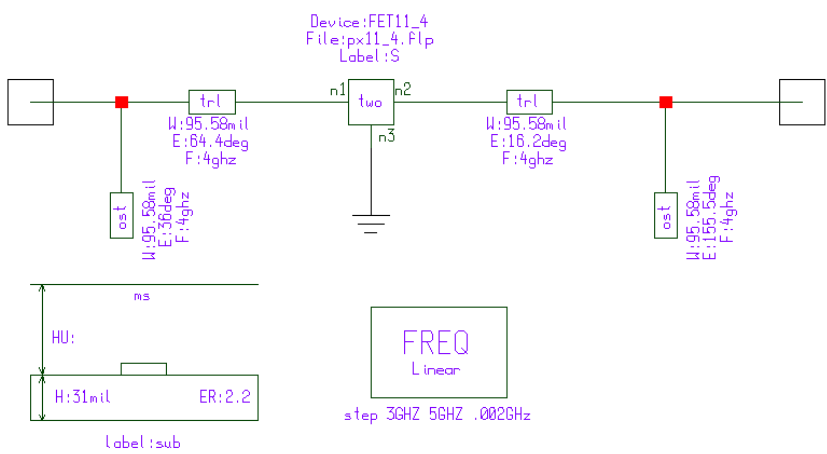 Device:FET11_4
File:px11_4.flp
Label:S
n1
n2
trl
two
trl
n3
W:95.58mil
E:64.4deg
F:4ghz
W:95.58mil
E:16.2deg
F:4ghz
ost
W:95.58mil
E:36deg
F:4ghz
ost
W:95.58mil
E:155.5deg
F:4ghz
ms
HU:
H:31mil
ER:2.2
label:sub
FREQ
Linear
step 3GHZ 5GHZ .002GHz